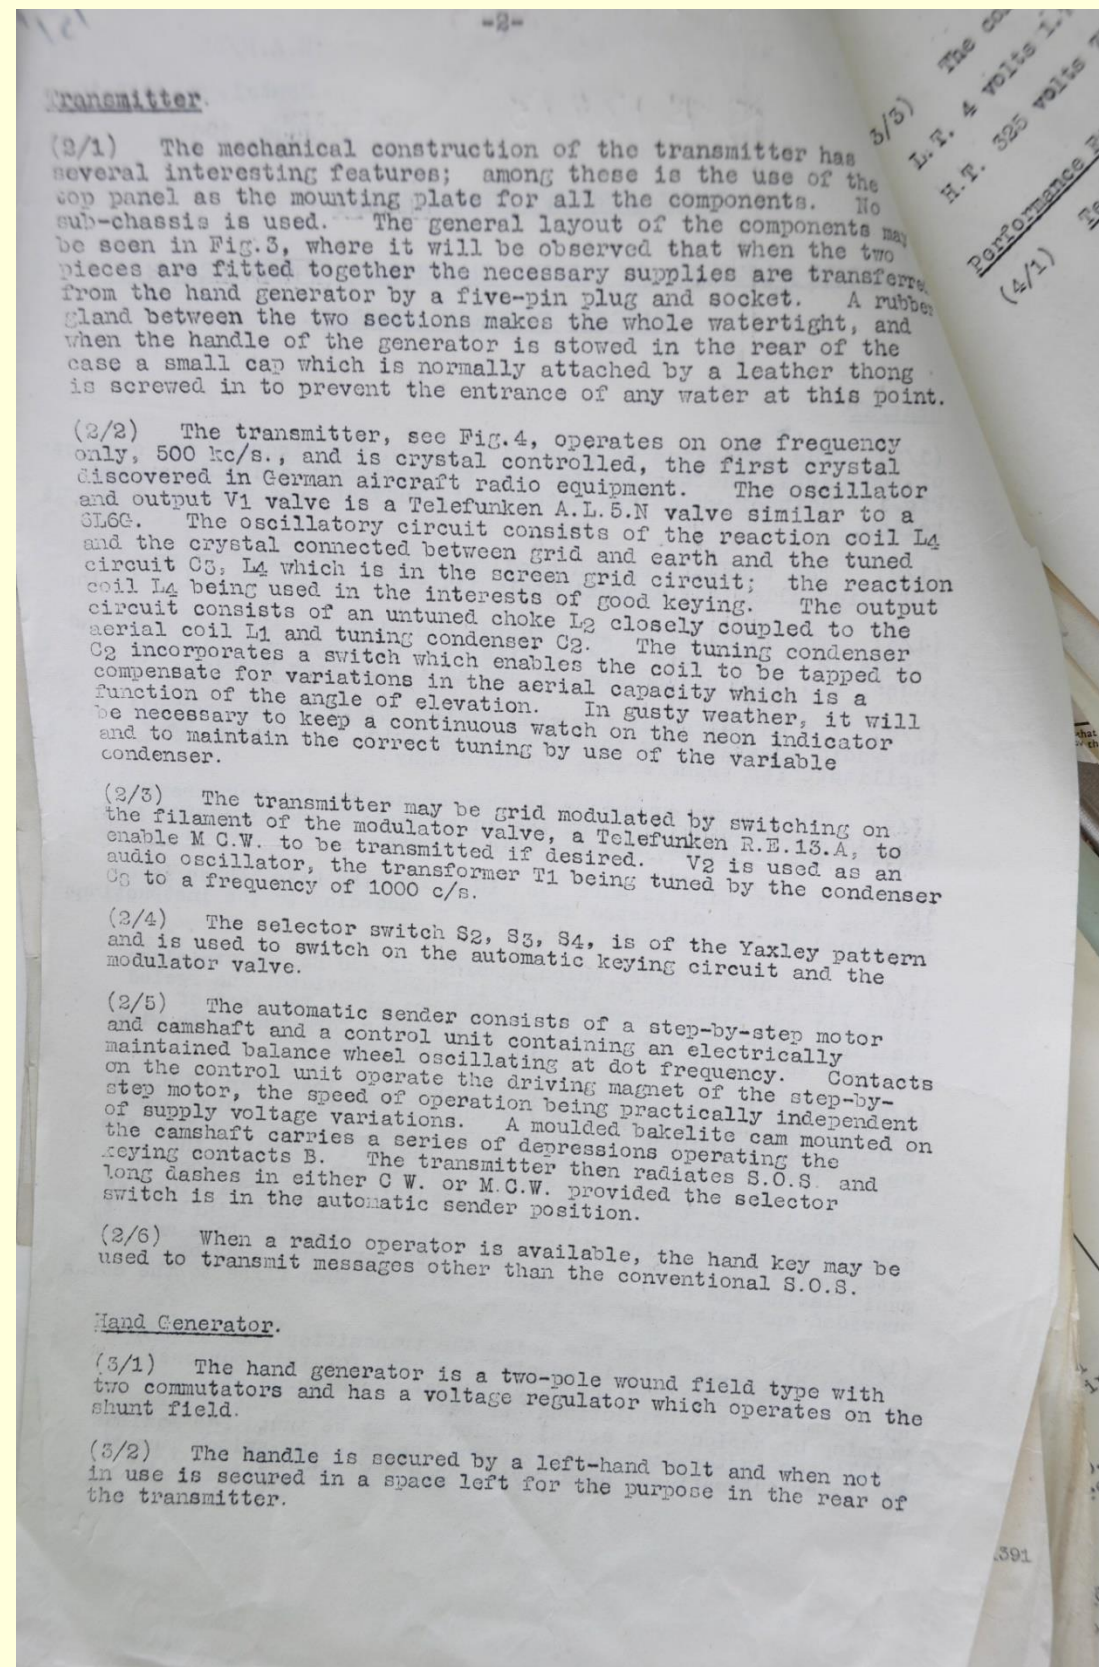 -2-
Transmitter.
(2/1) The mechanical construction of the transmitter has
several interesting features; among these is the use of the
top panel as the mounting plate for all the components. No
sub-chassis is used. The general layout of the components may
be seen in Fig.3, where it will be observed that when the two
pieces are fitted together the necessary supplies are transferre
from the hand generator by a five-pin plug and socket. A rubber
gland between the two sections makes the whole watertight, and
when the handle of the generator is stowed in the rear of the
case a small cap which is normally attached by a leather thong
is screwed in to prevent the entrance of any water at this point.
(2/2) The transmitter, see Fig.4, operates on one frequency
only, 500 kc/s., and is crystal controlled, the first crystal
discovered in German aircraft radio equipment. The oscillator
and output V1 valve is a Telefunken A.L.5.N valve similar to a
6L6G. The oscillatory circuit consists of the reaction coil L4
and the crystal connected between grid and earth and the tuned
circuit C3, L4 which is in the screen grid circuit; the reaction
coil L4 being used in the interests of good keying. The output
circuit consists of an untuned choke L2 closely coupled to the
aerial coil L1 and tuning condenser C2. The tuning condenser
C2 incorporates a switch which enables the coil to be tapped to
compensate for variations in the aerial capacity which is a
function of the angle of elevation. In gusty weather, it will
be necessary to keep a continuous watch on the neon indicator
and to maintain the correct tuning by use of the variable
condenser.
(2/3) The transmitter may be grid modulated by switching on
the filament of the modulator valve, a Telefunken R.E.13.A, to
enable M C.W. to be transmitted if desired. V2 is used as an
audio oscillator, the transformer T1 being tuned by the condenser
to a frequency of 1000 c/s.
(2/4) The selector switch S2, S3, S4, is of the Yaxley pattern
and is used to switch on the automatic keying circuit and the
modulator valve.
(2/5) The automatic sender consists of a step-by-step motor
and camshaft and a control unit containing an electrically
maintained balance wheel oscillating at dot frequency. Contacts
on the control unit operate the driving magnet of the step-by-
step motor, the speed of operation being practically independent
of supply voltage variations. A moulded bakelite cam mounted on
the camshaft carries a series of depressions operating the
keying contacts B. The transmitter then radiates S.O.S. and
long dashes in either C W. or M.C.W. provided the selector
switch is in the automatic sender position.
(2/6) When a radio operator is available, the hand key may be
used to transmit messages other than the conventional S.O.S.
Hand Generator.
(3/1) The hand generator is a two-pole wound field type with
two commutators and has a voltage regulator which operates on the
shunt field.
(3/2) The handle is secured by a left-hand bolt and when not
in use is secured in a space left for the purpose in the rear of
the transmitter.
391
3/3) The
L.T. 4 volts 1.
H.T. 325 volts
Performance
(4/1)
that